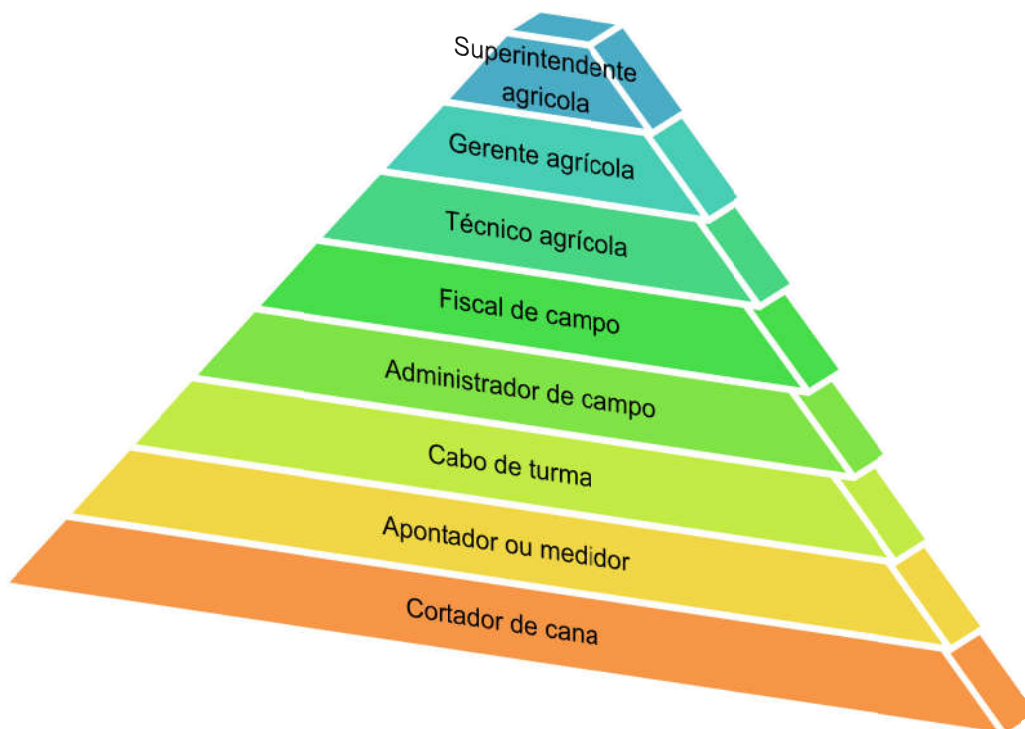 Superintendente
agricola
Gerente agrícola
Técnico agrícola
Fiscal de campo
Administrador de campo
Cabo de turma
Apontador ou medidor
Cortador de cana